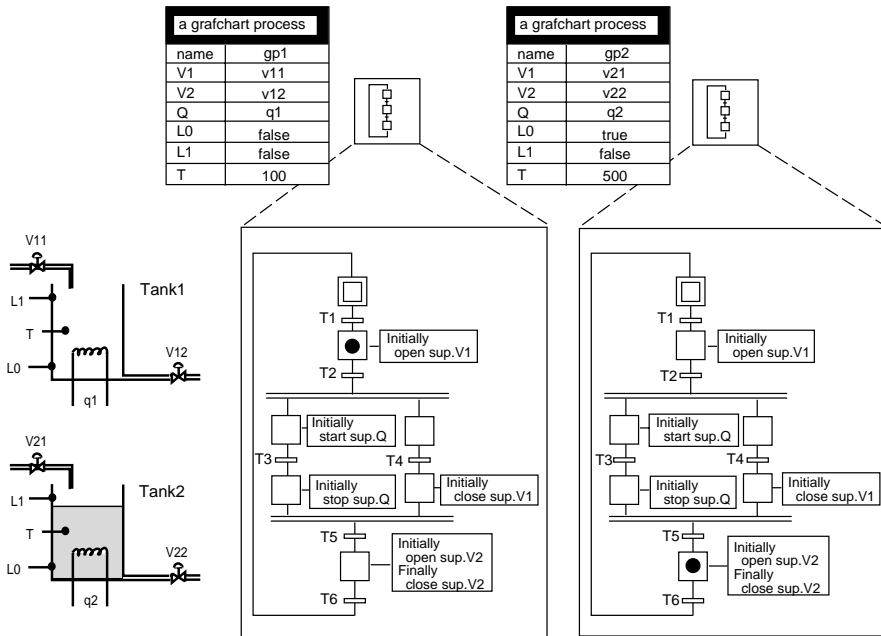 a grafchart process
name gp1
V1 v11
V2 v12
Q q1
L0 false
L1 false
T 100
a grafchart process
name gp2
V1 v21
V2 v22
Q q2
L0 true
L1 false
T 500
V11
Tank1
L1
T
L0
V12
q1
V21
Tank2
L1
T
L0
V22
q2
T1
Initially
open sup.V1
T2
Initially
start sup.Q
T3
T4
Initially
stop sup.Q
Initially
close sup.V1
T5
Initially
open sup.V2
Finally
close sup.V2
T6
T1
Initially
open sup.V1
T2
Initially
start sup.Q
T3
T4
Initially
stop sup.Q
Initially
close sup.V1
T5
Initially
open sup.V2
Finally
close sup.V2
T6